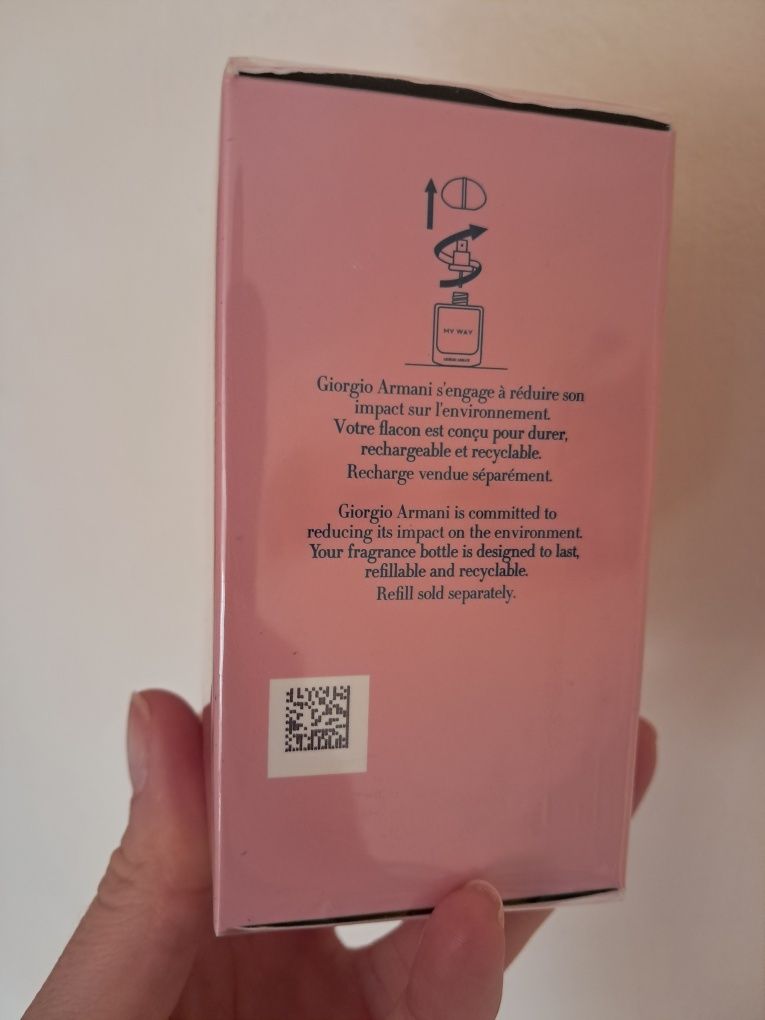 MY WAY
GIORGIO ARMANI
Giorgio Armani s'engage à réduire son
impact sur l'environnement.
Votre flacon est conçu pour durer,
rechargeable et recyclable.
Recharge vendue séparément.
Giorgio Armani is committed to
reducing its impact on the environment.
Your fragrance bottle is designed to last,
refillable and recyclable.
Refill sold separately.